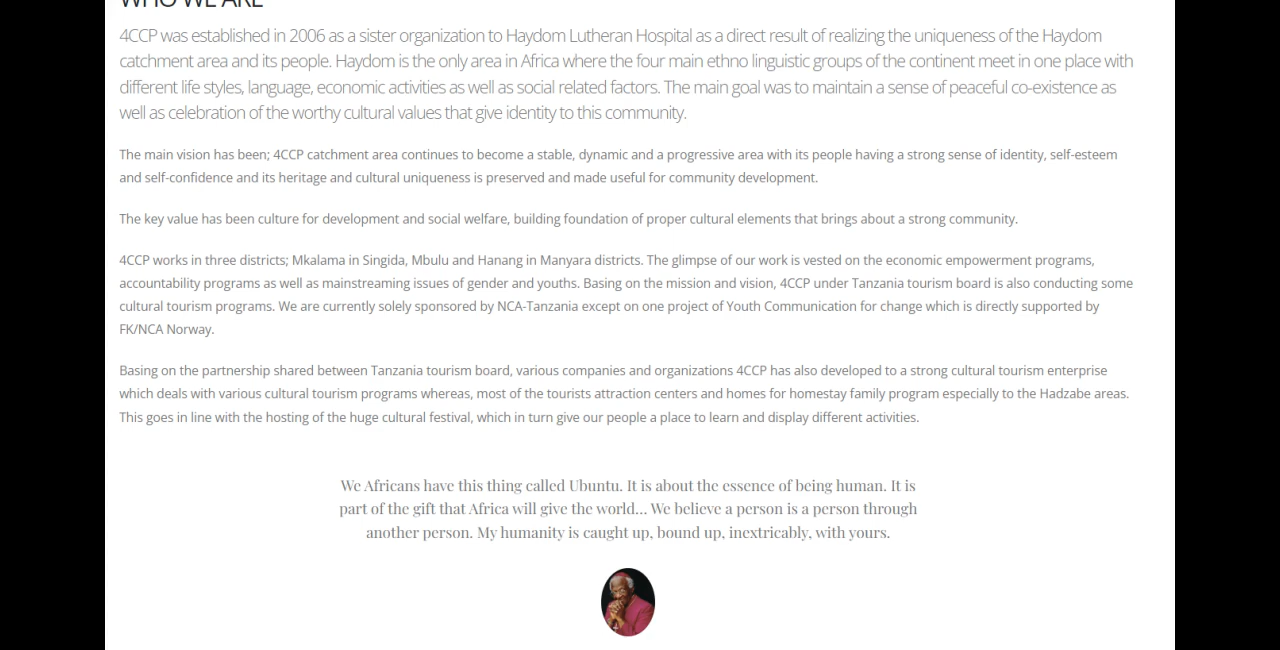 WHO WE ARE
4CCP was established in 2006 as a sister organization to Haydom Lutheran Hospital as a direct result of realizing the uniqueness of the Haydom
catchment area and its people. Haydom is the only area in Africa where the four main ethno linguistic groups of the continent meet in one place with
different life styles, language, economic activities as well as social related factors. The main goal was to maintain a sense of peaceful co-existence as
well as celebration of the worthy cultural values that give identity to this community.
The main vision has been; 4CCP catchment area continues to become a stable, dynamic and a progressive area with its people having a strong sense of identity, self-esteem
and self-confidence and its heritage and cultural uniqueness is preserved and made useful for community development.
The key value has been culture for development and social welfare, building foundation of proper cultural elements that brings about a strong community.
4CCP works in three districts; Mkalama in Singida, Mbulu and Hanang in Manyara districts. The glimpse of our work is vested on the economic empowerment programs,
accountability programs as well as mainstreaming issues of gender and youths. Basing on the mission and vision, 4CCP under Tanzania tourism board is also conducting some
cultural tourism programs. We are currently solely sponsored by NCA-Tanzania except on one project of Youth Communication for change which is directly supported by
FK/NCA Norway.
Basing on the partnership shared between Tanzania tourism board, various companies and organizations 4CCP has also developed to a strong cultural tourism enterprise
which deals with various cultural tourism programs whereas, most of the tourists attraction centers and homes for homestay family program especially to the Hadzabe areas.
This goes in line with the hosting of the huge cultural festival, which in turn give our people a place to learn and display different activities.
We Africans have this thing called Ubuntu. It is about the essence of being human. It is
part of the gift that Africa will give the world… We believe a person is a person through
another person. My humanity is caught up, bound up, inextricably, with yours.